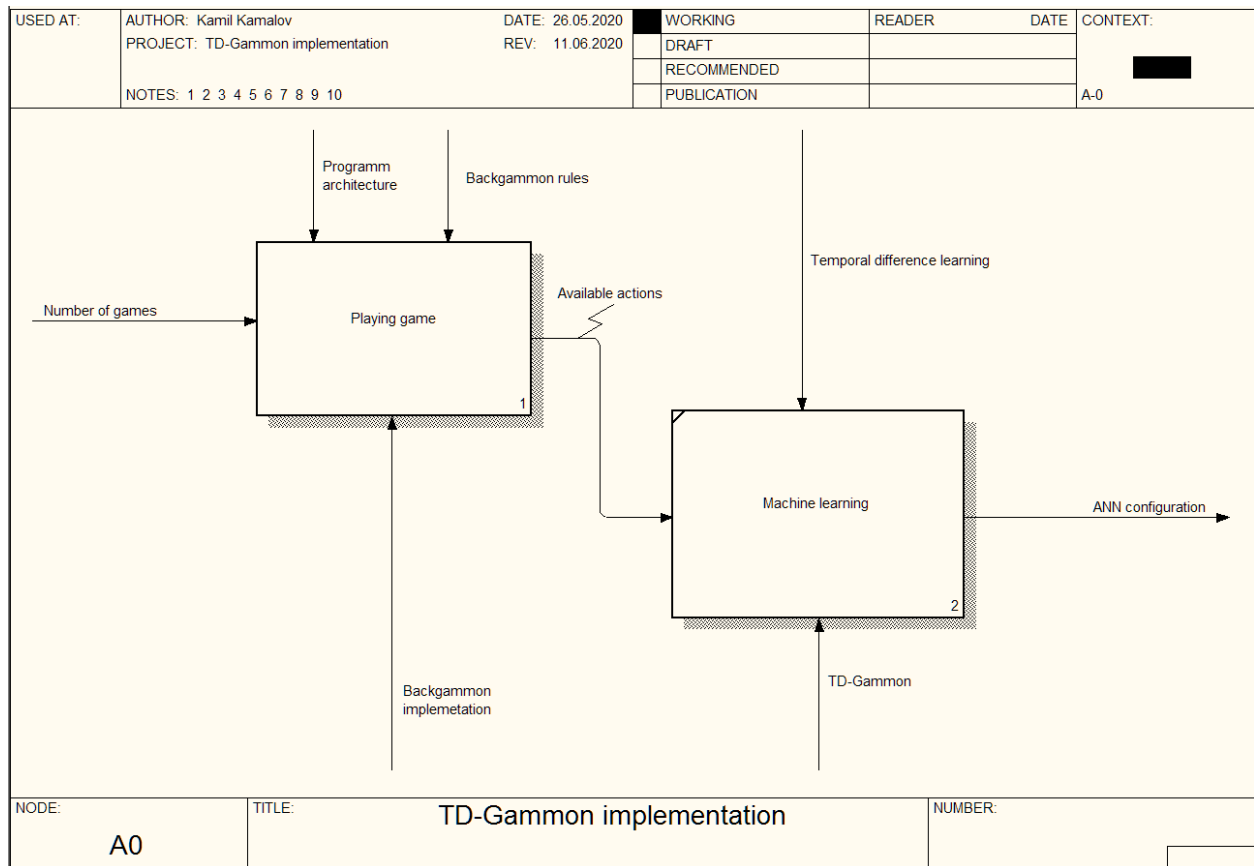 USED AT:
AUTHOR: Kamil Kamalov
DATE: 26.05.2020
PROJECT: TD-Gammon implementation
REV: 11.06.2020
NOTES: 1 2 3 4 5 6 7 8 9 10
WORKING
DRAFT
RECOMMENDED
PUBLICATION
READER
DATE
CONTEXT:
A-0
Programm
architecture
Backgammon rules
Temporal difference learning
Number of games
Available actions
Playing game
1
Machine learning
2
ANN configuration
Backgammon
implemetation
TD-Gammon
NODE:
A0
TITLE:
TD-Gammon implementation
NUMBER: